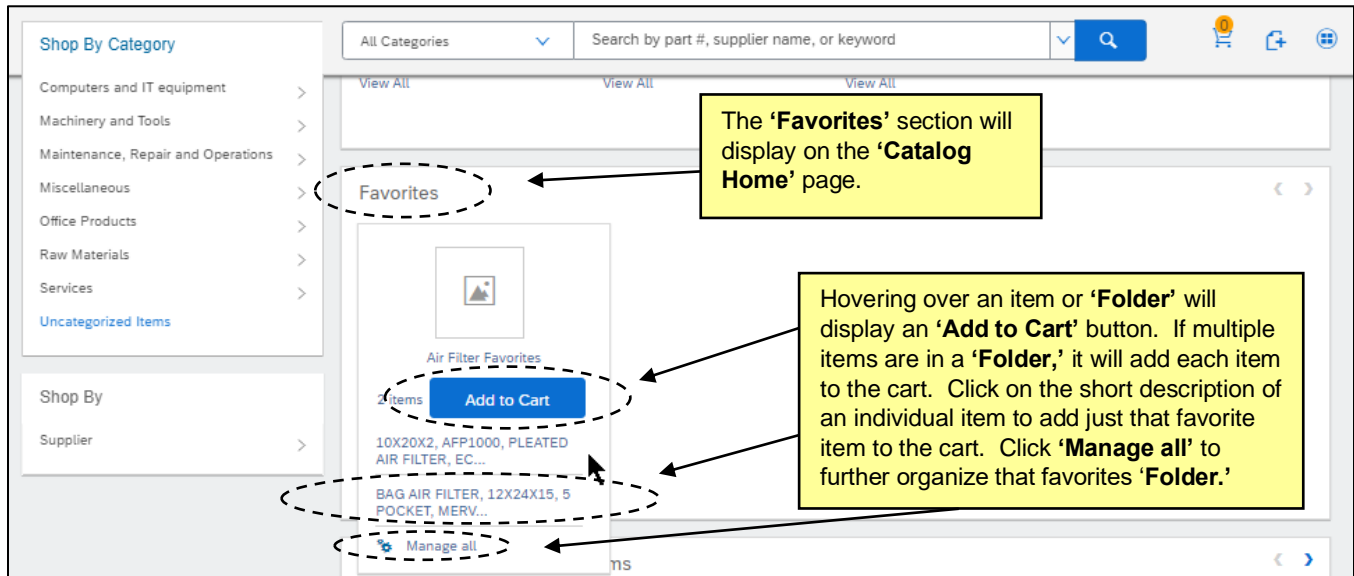 Shop By Category
Computers and IT equipment
Machinery and Tools
Maintenance, Repair and Operations
Miscellaneous
Office Products
Raw Materials
Services
Uncategorized Items
Shop By
Supplier
All Categories
Search by part #, supplier name, or keyword
0
View All
View All
View All
The ‘Favorites’ section will
display on the ‘Catalog
Home’ page.
Favorites
Air Filter Favorites
2 items
Add to Cart
10X20X2, AFP1000, PLEATED
AIR FILTER, EC...
BAG AIR FILTER, 12X24X15, 5
POCKET, MERV...
Manage all
Hovering over an item or ‘Folder’ will
display an ‘Add to Cart’ button. If multiple
items are in a ‘Folder,’ it will add each item
to the cart. Click on the short description of
an individual item to add just that favorite
item to the cart. Click ‘Manage all’ to
further organize that favorites ‘Folder.’
ms